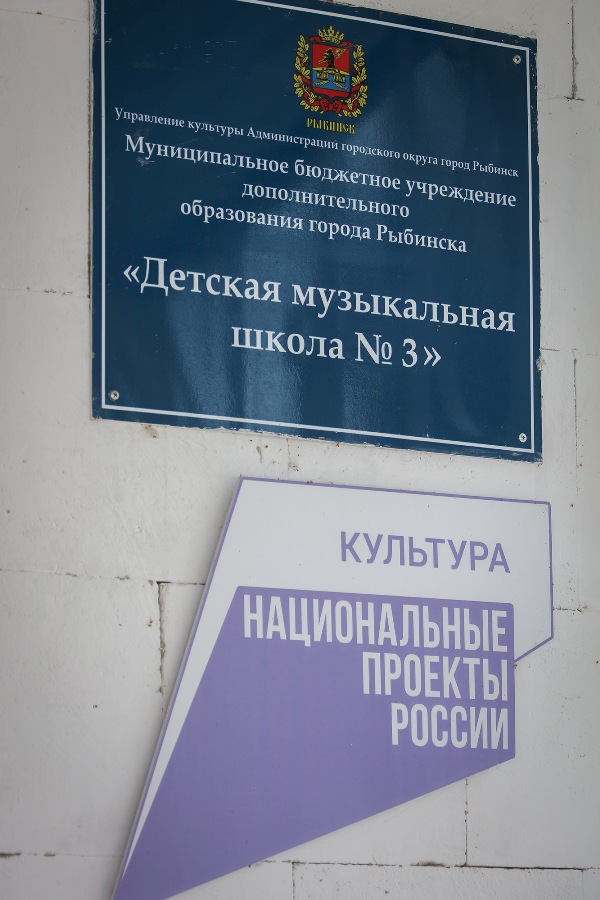 РЫБИНСК
Управление культуры Администрации городского округа город Рыбинск
Муниципальное бюджетное учреждение
дополнительного
образования города Рыбинска
«Детская музыкальная
школа № 3»
КУЛЬТУРА
НАЦИОНАЛЬНЫЕ
ПРОЕКТЫ
РОССИИ